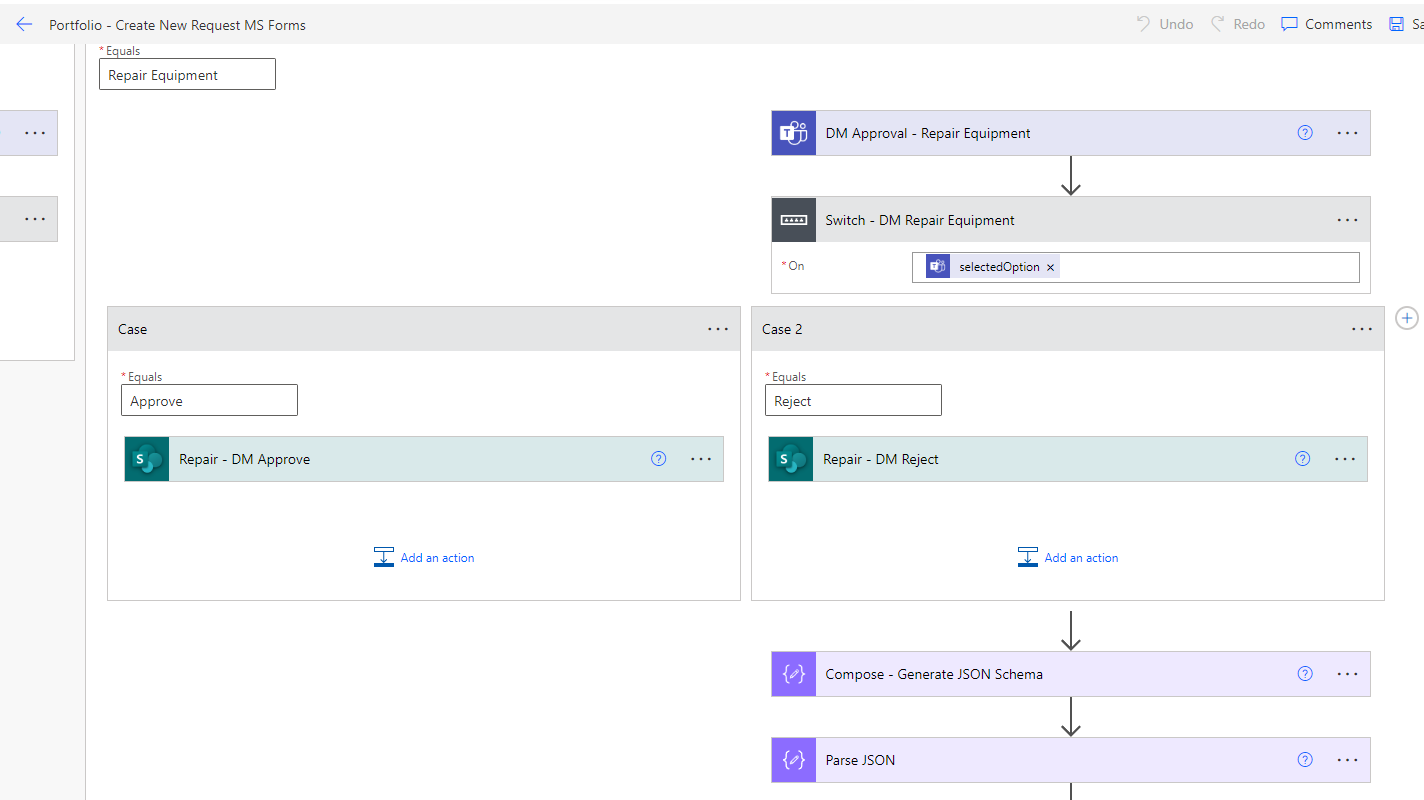 Portfolio - Create New Request MS Forms
Undo
Redo
Comments
* Equals
Repair Equipment
DM Approval - Repair Equipment
Switch - DM Repair Equipment
* On
selectedOption ×
Case
Case 2
* Equals
Approve
* Equals
Reject
Repair - DM Approve
Repair - DM Reject
Add an action
Add an action
Compose - Generate JSON Schema
Parse JSON